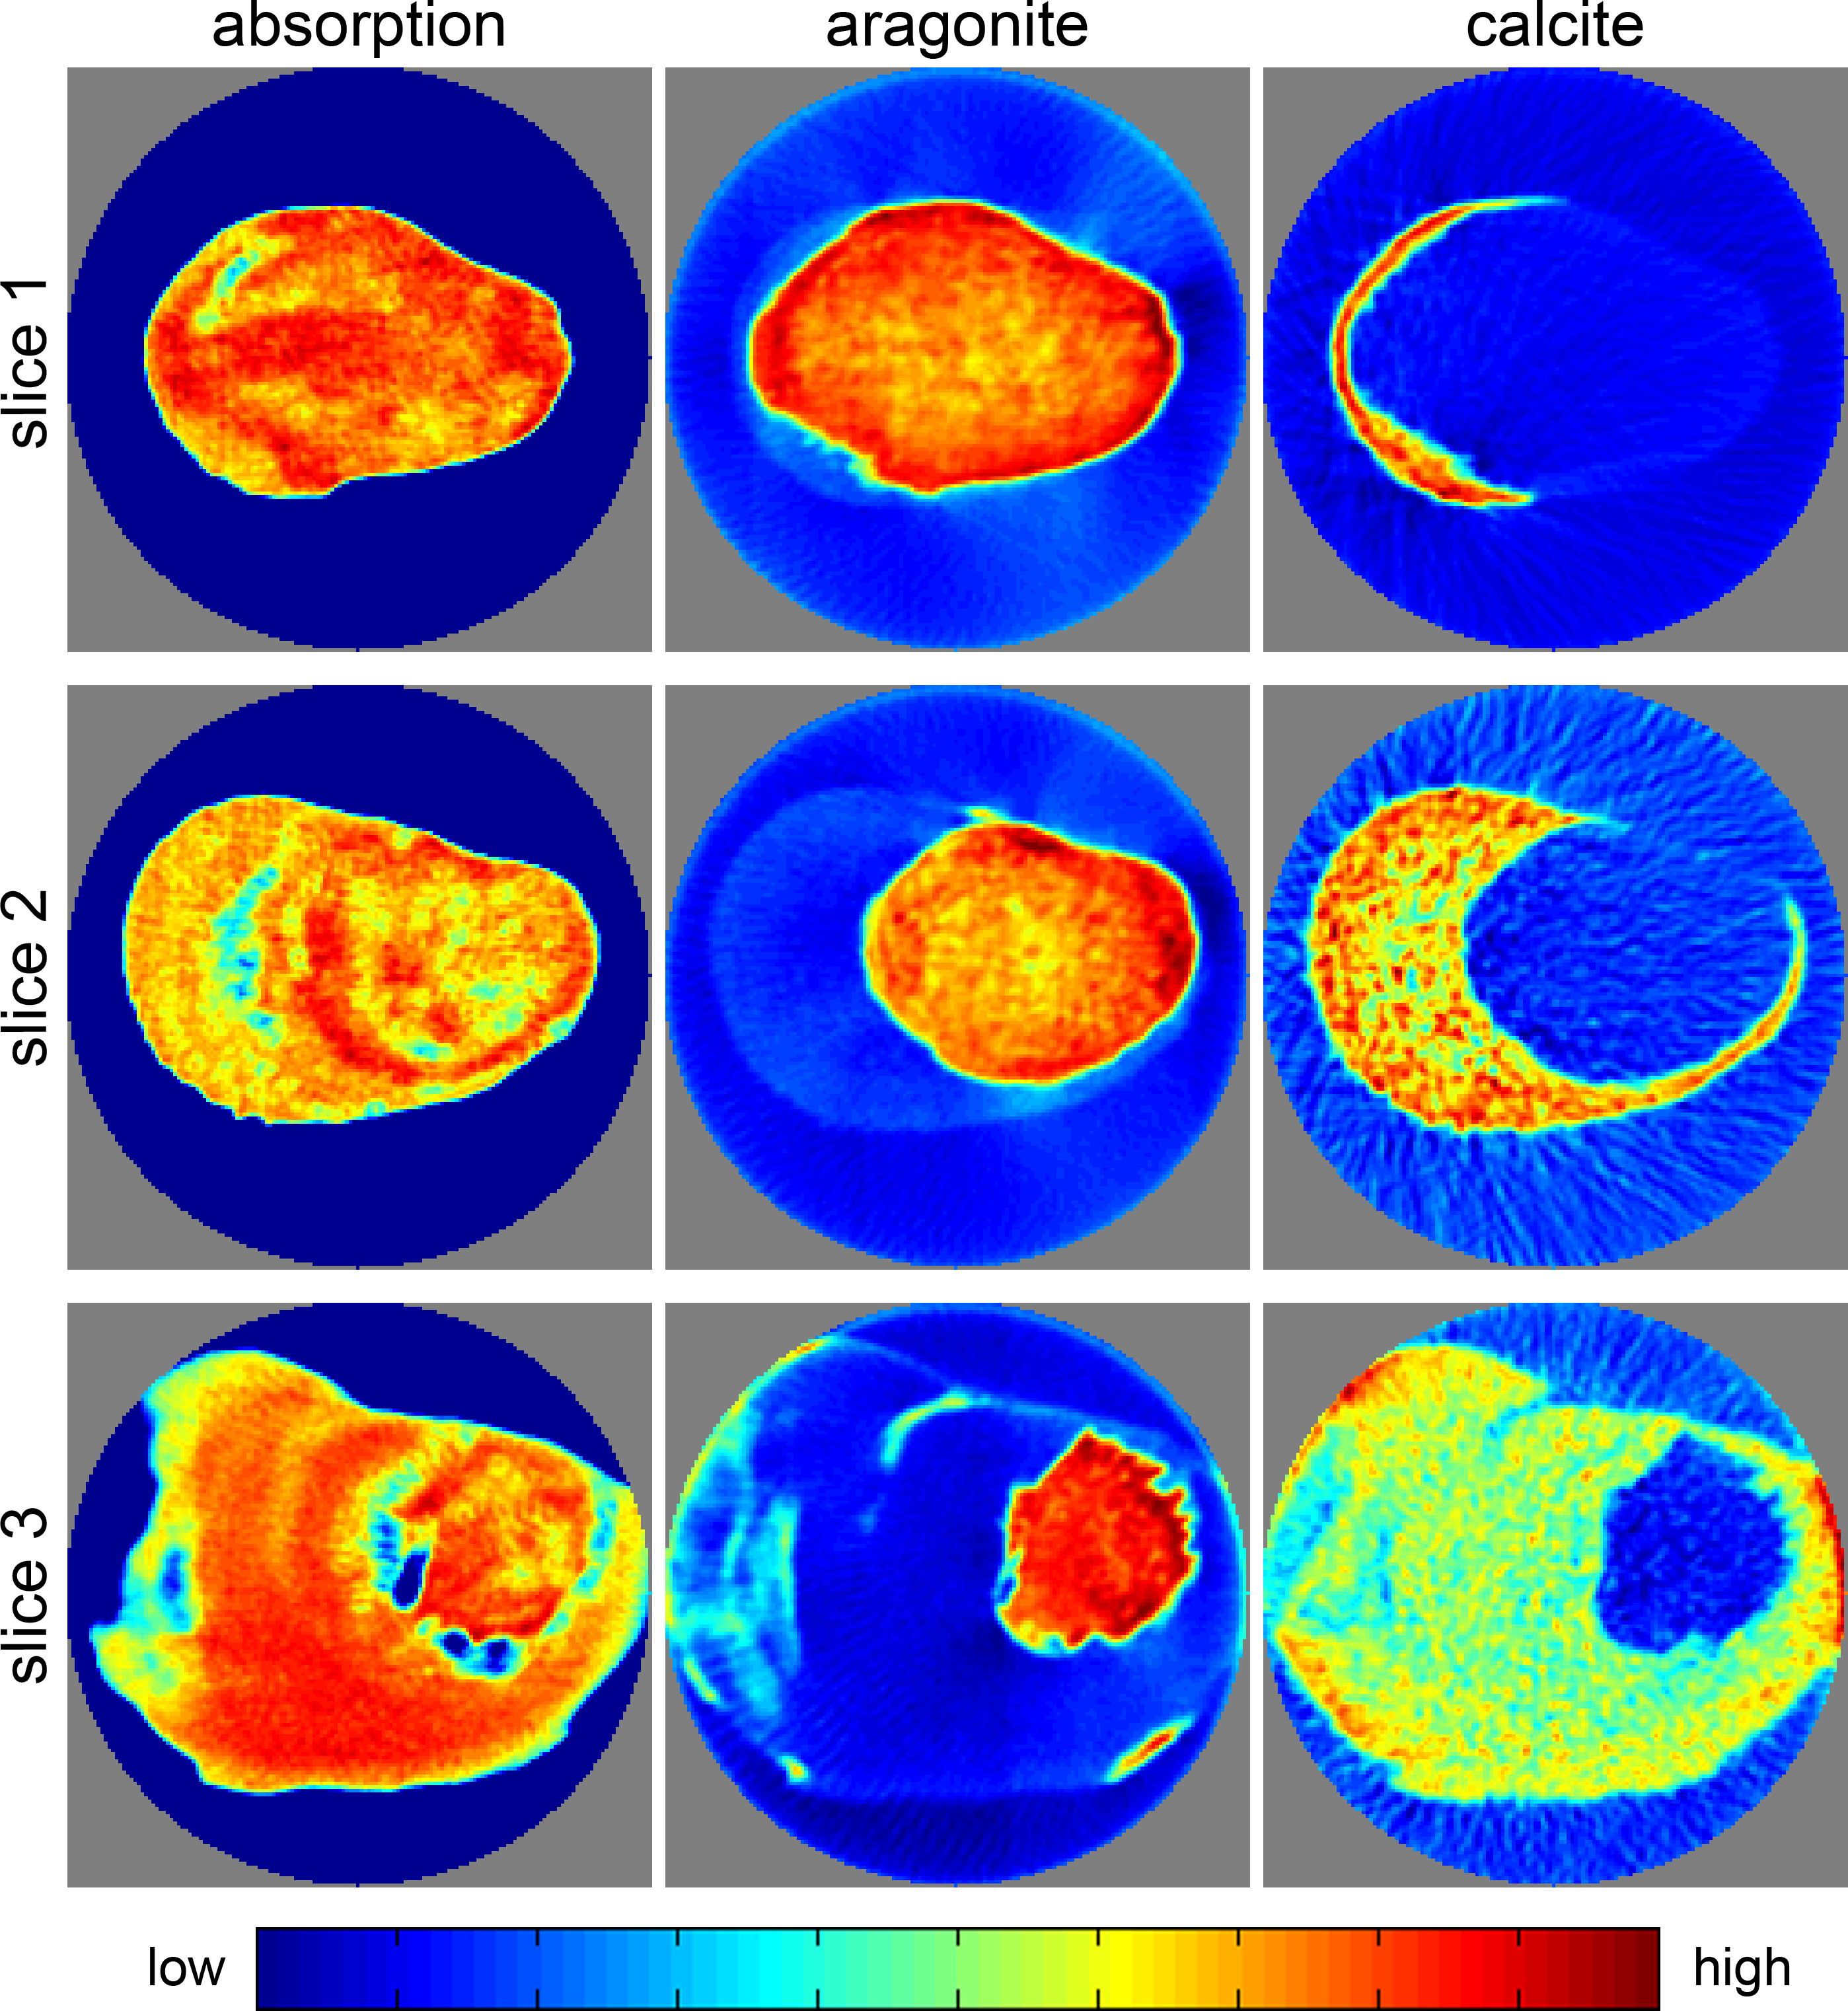 absorption aragonite calcite
slice 1
slice 2
slice 3
low high